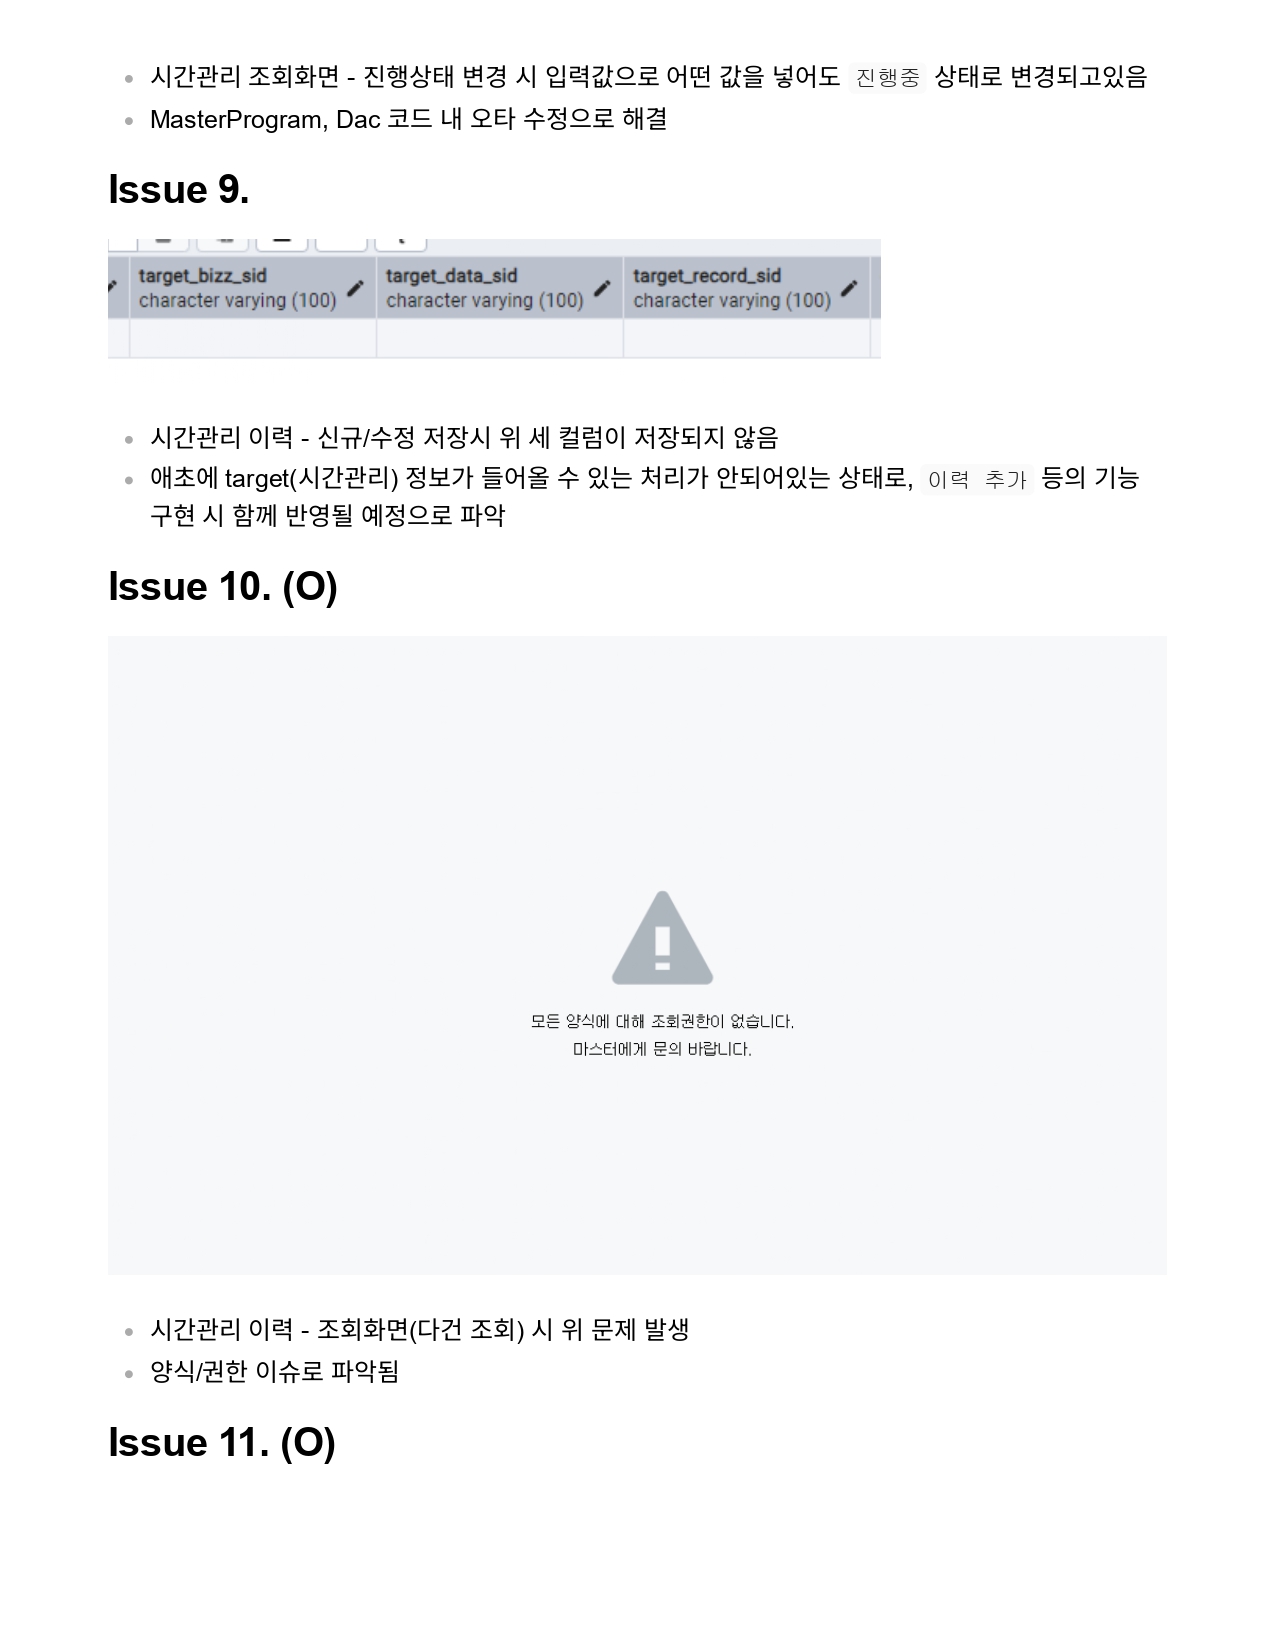 시간관리 조회화면 - 진행상태 변경 시 입력값으로 어떤 값을 넣어도 진행중 상태로 변경되고있음
MasterProgram, Dac 코드 내 오타 수정으로 해결
Issue 9.
target_bizz_sid target_data_sid target_record_sid
character varying (100) character varying (100) character varying (100)
시간관리 이력 - 신규/수정 저장시 위 세 컬럼이 저장되지 않음
애초에 target(시간관리) 정보가 들어올 수 있는 처리가 안되어있는 상태로, 이력 추가 등의 기능
구현 시 함께 반영될 예정으로 파악
Issue 10. (O)
모든 양식에 대해 조회권한이 없습니다.
마스터에게 문의 바랍니다.
시간관리 이력 - 조회화면(다건 조회) 시 위 문제 발생
양식/권한 이슈로 파악됨
Issue 11. (O)